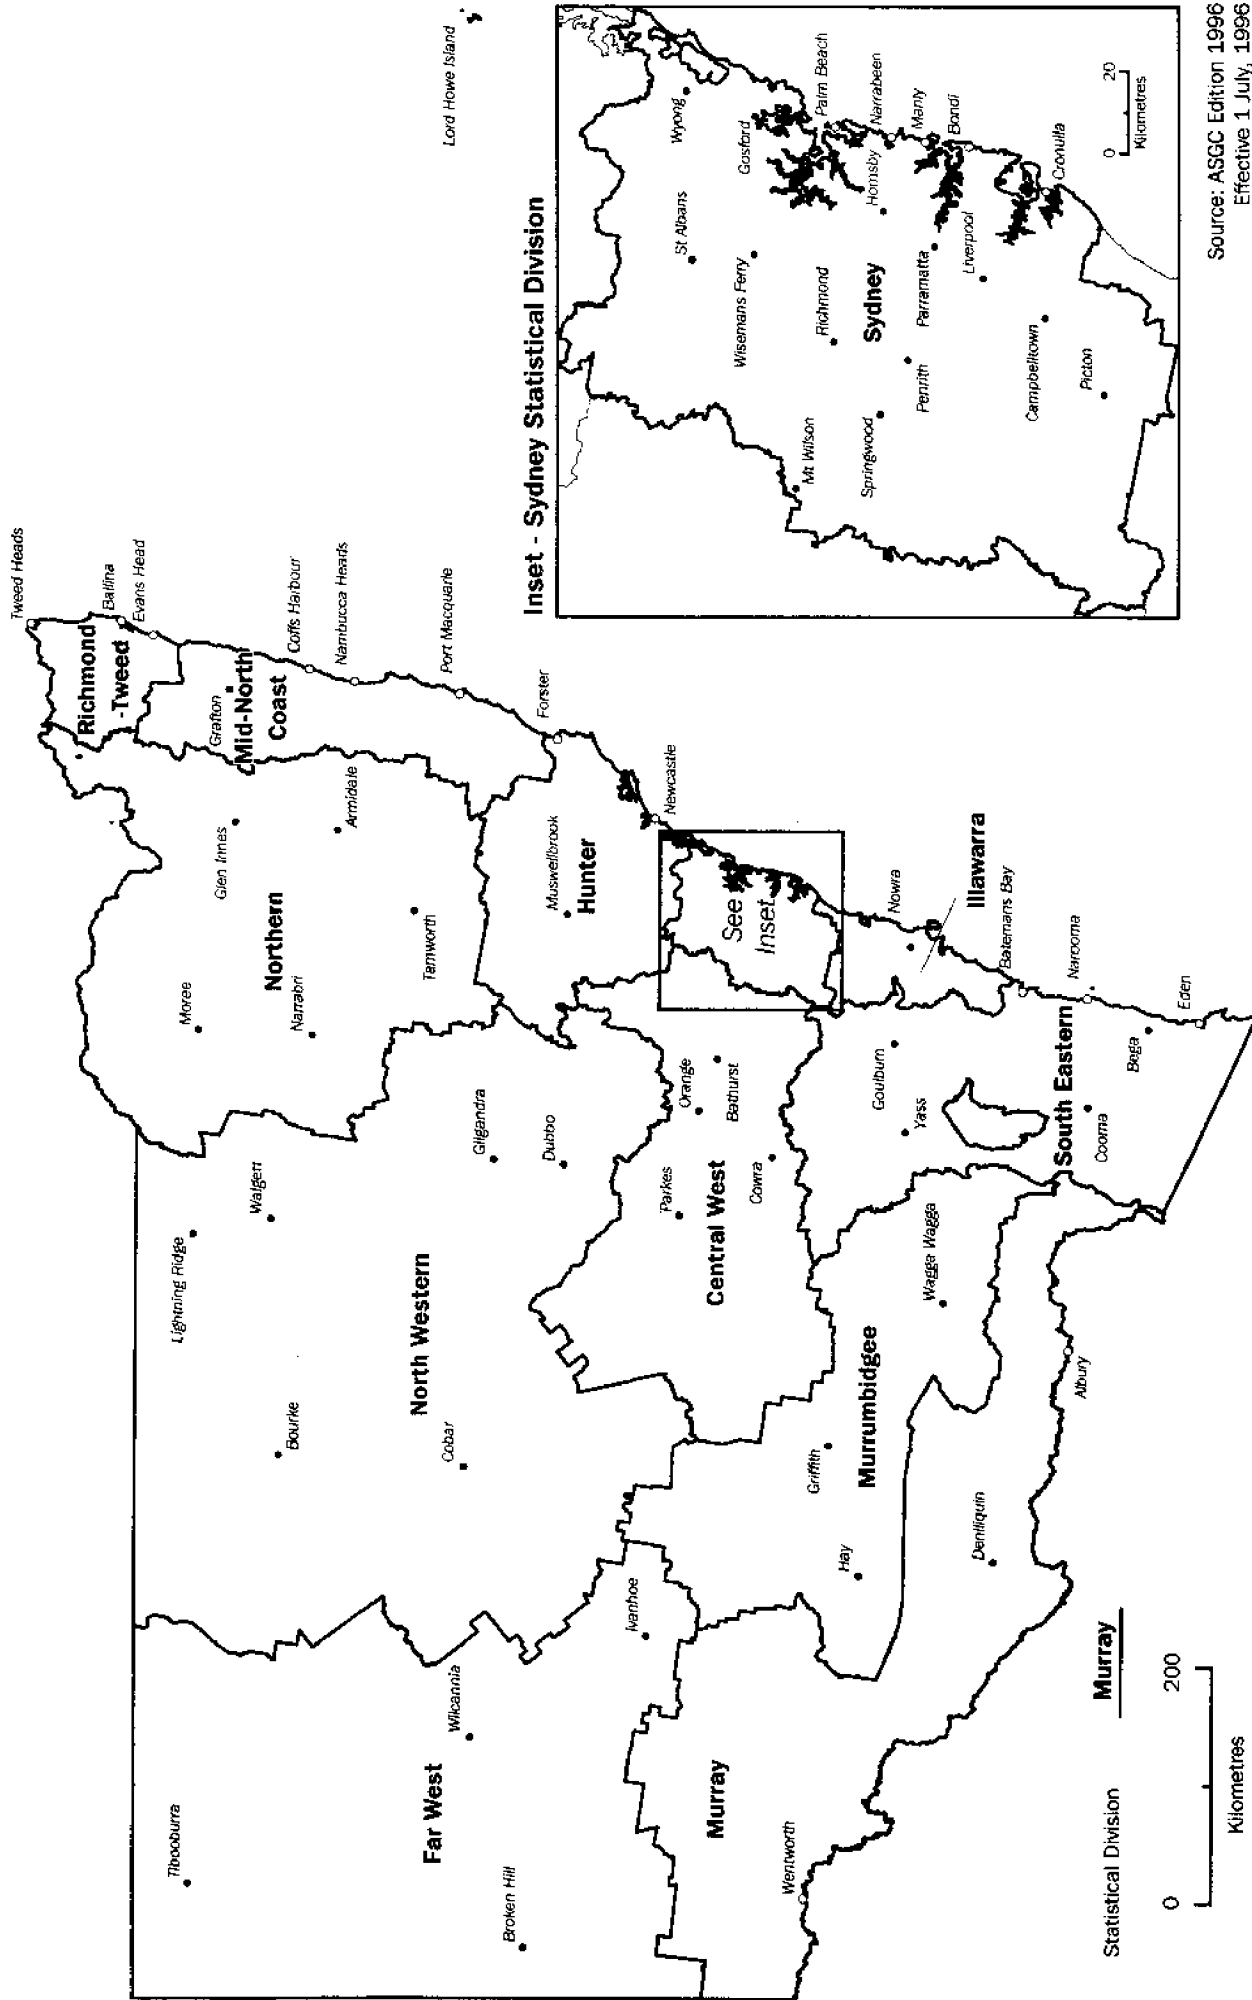 Lord Howe Island
Tweed Heads
Ballina
Evans Head
Richmond
-Tweed
Grafton
Mid-North
Coast
Coffs Harbour
Nambucca Heads
Port Macquarie
Forster
Newcastle
Glen Innes
Armidale
Moree
Northern
Narrabri
Tamworth
Muswellbrook
Hunter
See
Inset
Nowra
Illawarra
Batemans Bay
Narooma
Eden
Lightning Ridge
Walgett
Gilgandra
Dubbo
Bourke
North Western
Cobar
Orange
Bathurst
Parkes
Cowra
Central West
Goulburn
Yass
South Eastern
Cooma
Bega
Wagga Wagga
Murrumbidgee
Griffith
Hay
Albury
Deniliquin
Tibooburra
Wilcannia
Far West
Broken Hill
Ivanhoe
Murray
Wentworth
Statistical Division
Murray
0
200
Kilometres
Inset - Sydney Statistical Division
Wyong
St Albans
Gosford
Wisemans Ferry
Palm Beach
Mt Wilson
Richmond
Narrabeen
Hornsby
Springwood
Sydney
Manly
Penrith
Parramatta
Bondi
Liverpool
Campbelltown
Cronulla
Picton
0
20
Kilometres
Source: ASGC Edition 1996
Effective 1 July, 1996